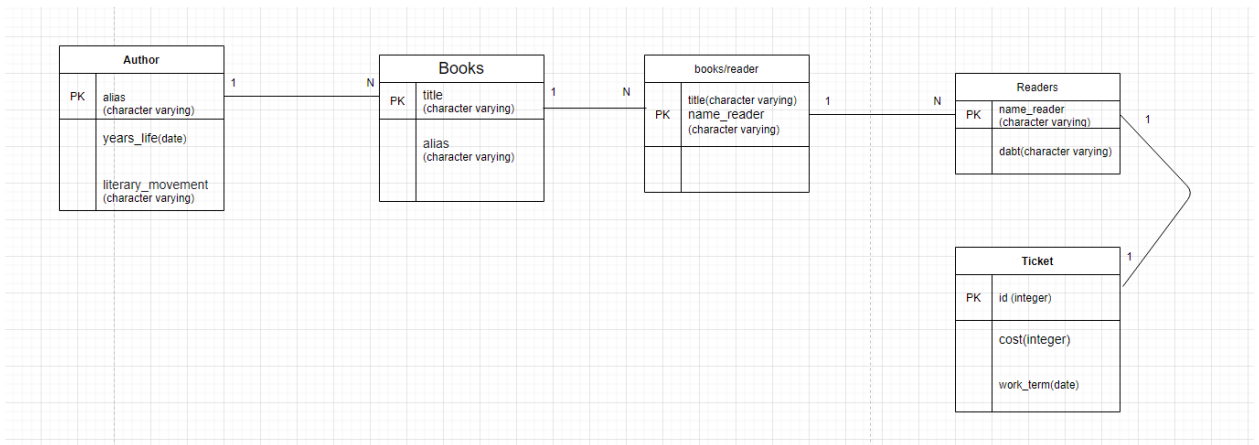 Author
PK
alias
(character varying)
years_life(date)
literary_movement
(character varying)
1
N
Books
PK
title
(character varying)
alias
(character varying)
1
N
books/reader
PK
title(character varying)
name_reader
(character varying)
1
N
Readers
PK
name_reader
(character varying)
dabt(character varying)
1
1
Ticket
PK
id (integer)
cost(integer)
work_term(date)